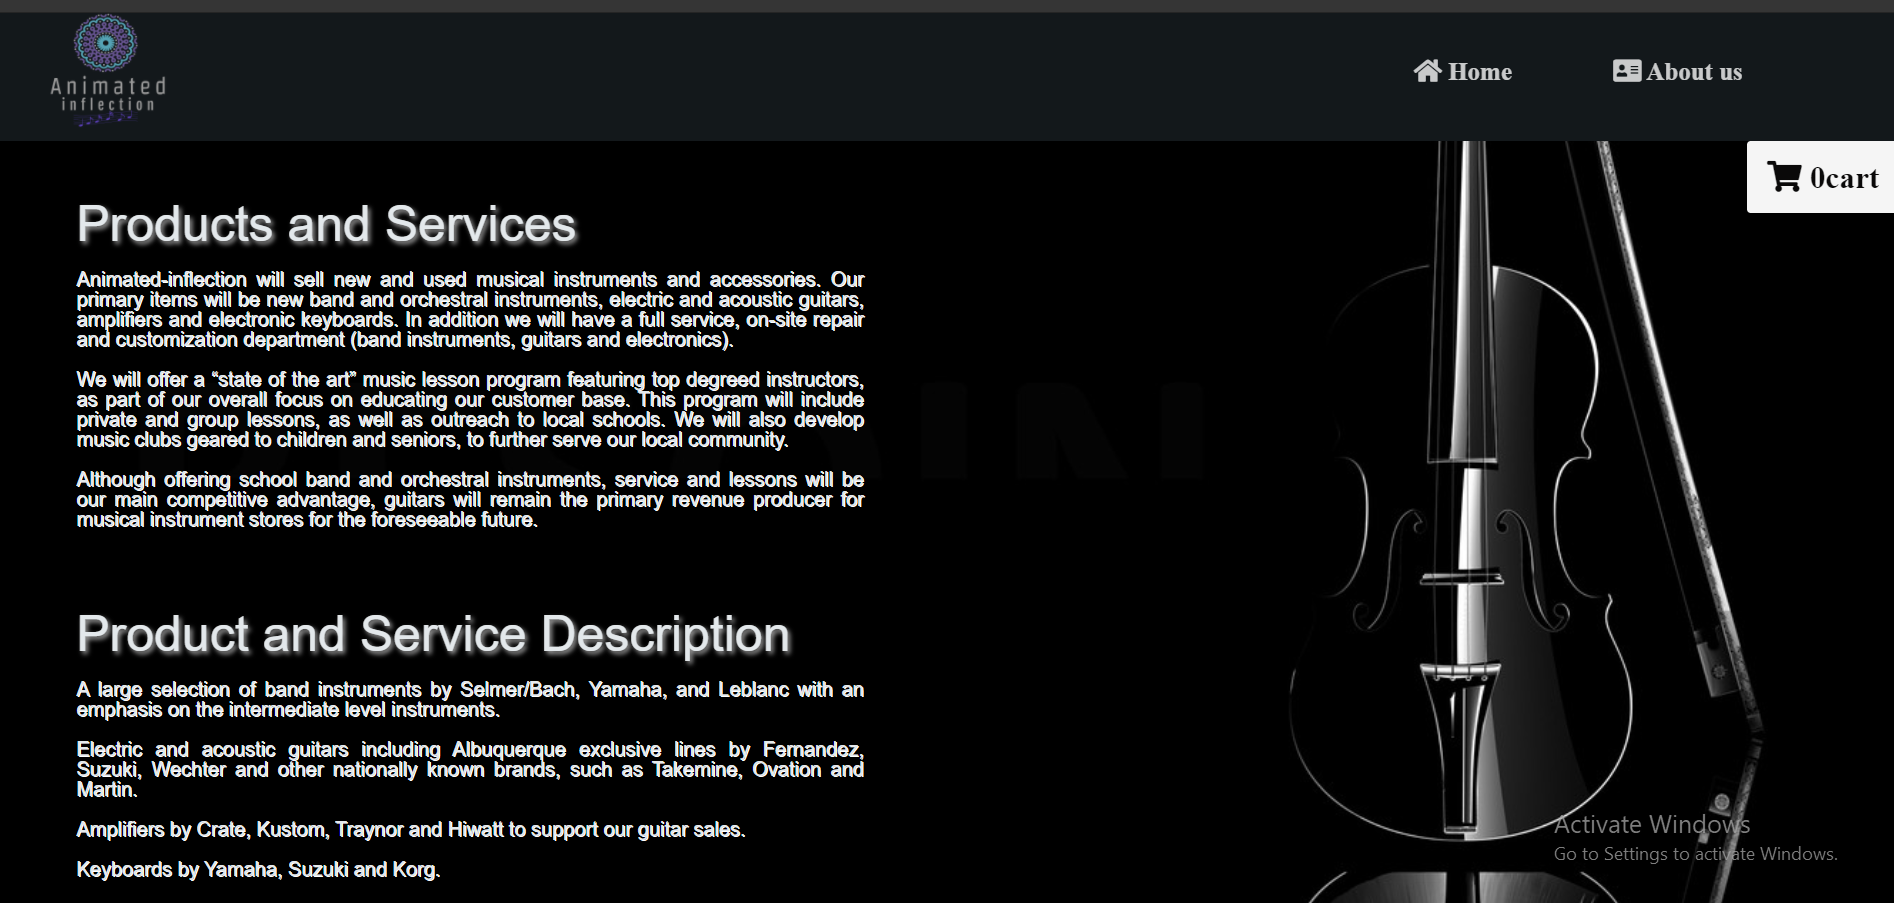 Animated
inflection
Home
About us
0cart
Products and Services
Animated-inflection will sell new and used musical instruments and accessories. Our
primary items will be new band and orchestral instruments, electric and acoustic guitars,
amplifiers and electronic keyboards. In addition we will have a full service, on-site repair
and customization department (band instruments, guitars and electronics).
We will offer a “state of the art” music lesson program featuring top degreed instructors,
as part of our overall focus on educating our customer base. This program will include
private and group lessons, as well as outreach to local schools. We will also develop
music clubs geared to children and seniors, to further serve our local community.
Although offering school band and orchestral instruments, service and lessons will be
our main competitive advantage, guitars will remain the primary revenue producer for
musical instrument stores for the foreseeable future.
Product and Service Description
A large selection of band instruments by Selmer/Bach, Yamaha, and Leblanc with an
emphasis on the intermediate level instruments.
Electric and acoustic guitars including Albuquerque exclusive lines by Fernandez,
Suzuki, Wechter and other nationally known brands, such as Takemine, Ovation and
Martin.
Amplifiers by Crate, Kustom, Traynor and Hiwatt to support our guitar sales.
Keyboards by Yamaha, Suzuki and Korg.
Activate Windows
Go to Settings to activate Windows.